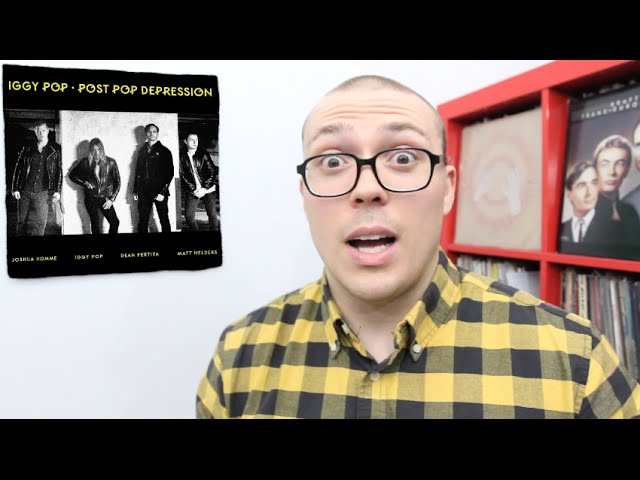 IGGY POP · POST POP DEPRESSION
JOSHUA HOMME IGGY POP DEAN FERTITA MATT HELDERS